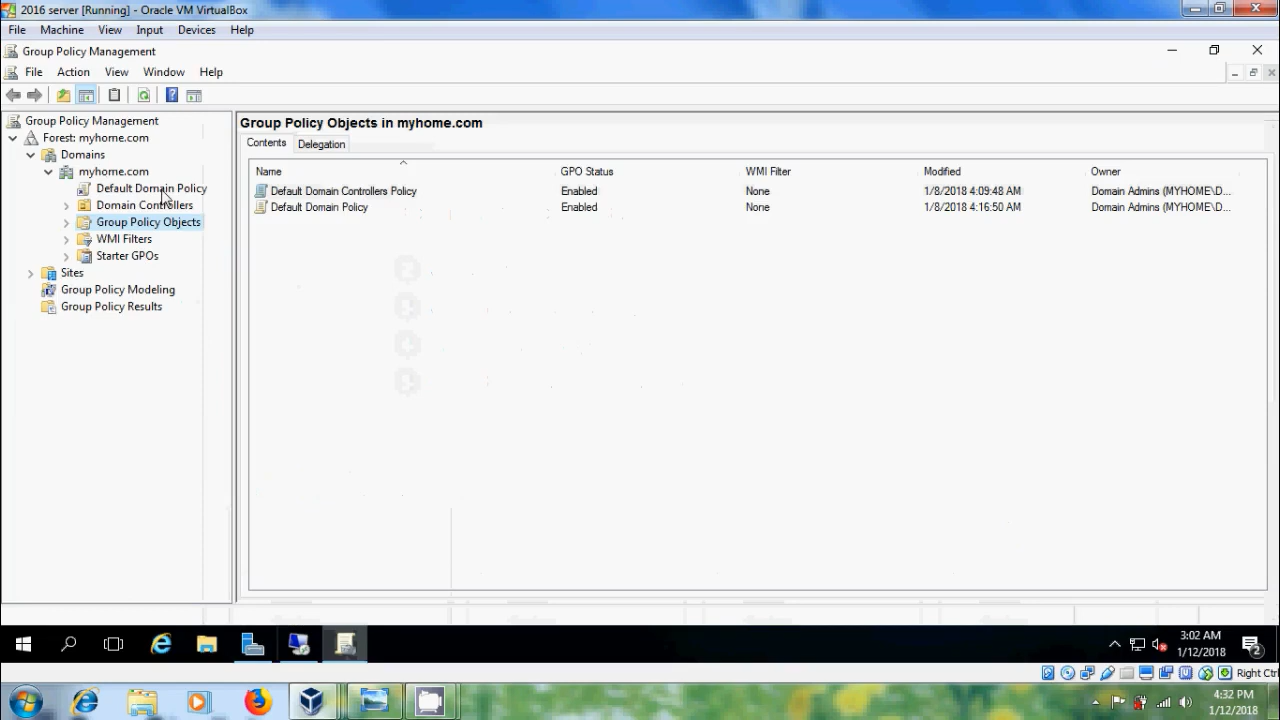 2016 server [Running] - Oracle VM VirtualBox
File Machine View Input Devices Help
Group Policy Management
File Action View Window Help
Group Policy Management
Forest: myhome.com
Domains
myhome.com
Default Domain Policy
Domain Controllers
Group Policy Objects
WMI Filters
Starter GPOs
Sites
Group Policy Modeling
Group Policy Results
Group Policy Objects in myhome.com
Contents Delegation
Name GPO Status WMI Filter Modified Owner
Default Domain Controllers Policy Enabled None 1/8/2018 4:09:48 AM Domain Admins (MYHOME\D...
Default Domain Policy Enabled None 1/8/2018 4:16:50 AM Domain Admins (MYHOME\D...
3:02 AM
1/12/2018
2
Right Ctrl
4:32 PM
1/12/2018